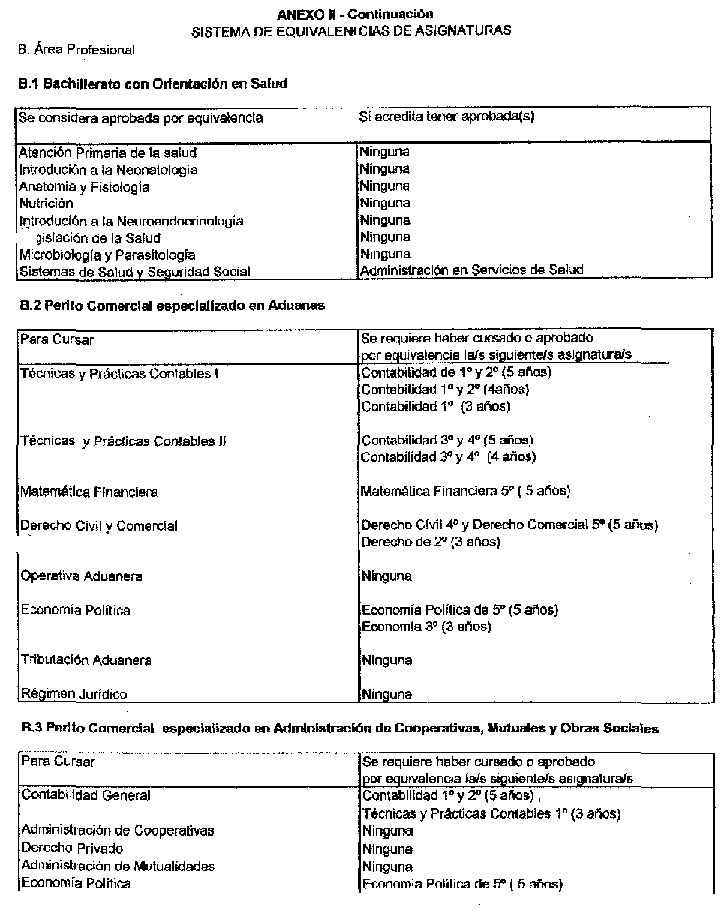 ANEXO II - Continuación
SISTEMA DE EQUIVALENCIAS DE ASIGNATURAS
B. Área Profesional
B.1 Bachillerato con Orientación en Salud
Se considera aprobada por equivalencia Si acredita tener aprobada(s)
Atención Primaria de la salud Ninguna
Introdución a la Neonatología Ninguna
Anatomía y Fisiología Ninguna
Nutrición Ninguna
Introdución a la Neuroendocrinología Ninguna
gislación de la Salud Ninguna
Microbiología y Parasitología Ninguna
Sistemas de Salud y Seguridad Social Administración en Servicios de Salud
B.2 Perito Comercial especializado en Aduanas
Para Cursar Se requiere haber cursado o aprobado
por equivalencia la/s siguiente/s asignatura/s
Técnicas y Prácticas Contables I Contabilidad de 1º y 2º (5 años)
Contabilidad 1º y 2º (4años)
Contabilidad 1º (3 años)
Técnicas y Prácticas Contables II Contabilidad 3º y 4º (5 años)
Contabilidad 3º y 4º (4 años)
Matemática Financiera Matemática Financiera 5º ( 5 años)
Derecho Civil y Comercial Derecho Civil 4º y Derecho Comercial 5º (5 años)
Derecho de 2º (3 años)
Operativa Aduanera Ninguna
Economía Política Economía Política de 5º (5 años)
Economía 3º (3 años)
Tributación Aduanera Ninguna
Régimen Jurídico Ninguna
B.3 Perito Comercial especializado en Administración de Cooperativas, Mutuales y Obras Sociales
Para Cursar Se requiere haber cursado o aprobado
por equivalencia la/s siguiente/s asignatura/s
Contabilidad General Contabilidad 1º y 2º (5 años) ,
Técnicas y Prácticas Contables 1º (3 años)
Administración de Cooperativas Ninguna
Derecho Privado Ninguna
Administración de Mutualidades Ninguna
Economía Política Economía Política de 5º ( 5 años)